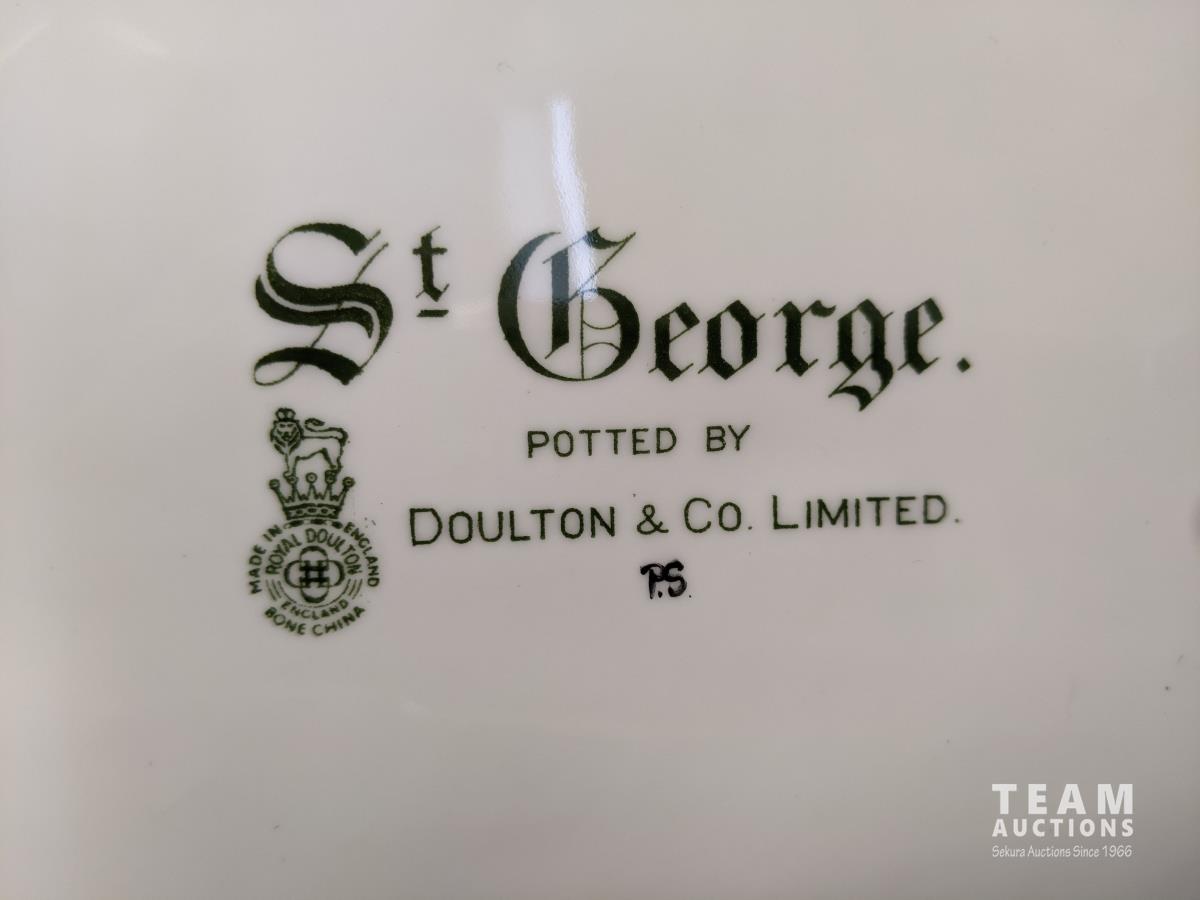 St George.
POTTED BY
DOULTON & CO. LIMITED.
P.S.
MADE IN ENGLAND
ROYAL DOULTON
ENGLAND
BONE CHINA
TEAM
AUCTIONS
Sekura Auctions Since 1966